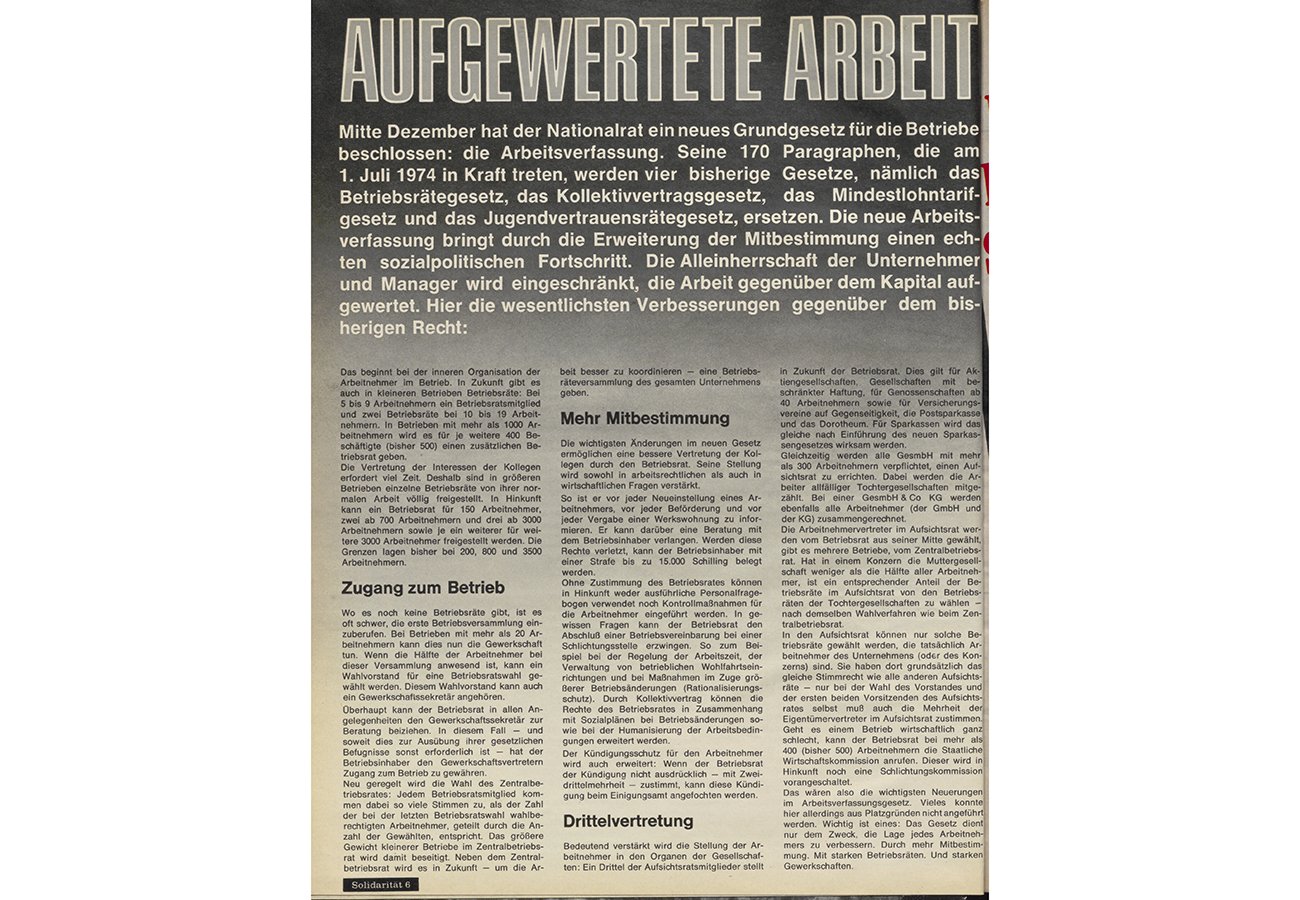 AUFGEWERTETE ARBEIT
Mitte Dezember hat der Nationalrat ein neues Grundgesetz für die Betriebe
beschlossen: die Arbeitsverfassung. Seine 170 Paragraphen, die am
1. Juli 1974 in Kraft treten, werden vier bisherige Gesetze, nämlich das
Betriebsrätegesetz, das Kollektivvertragsgesetz, das Mindestlohntarif-
gesetz und das Jugendvertrauensrätegesetz, ersetzen. Die neue Arbeits-
verfassung bringt durch die Erweiterung der Mitbestimmung einen ech-
ten sozialpolitischen Fortschritt. Die Alleinherrschaft der Unternehmer
und Manager wird eingeschränkt, die Arbeit gegenüber dem Kapital auf-
gewertet. Hier die wesentlichsten Verbesserungen gegenüber dem bis-
herigen Recht:
Das beginnt bei der inneren Organisation der
Arbeitnehmer im Betrieb. In Zukunft gibt es
auch in kleineren Betrieben Betriebsräte: Bei
5 bis 9 Arbeitnehmern ein Betriebsratsmitglied
und zwei Betriebsräte bei 10 bis 19 Arbeit-
nehmern. In Betrieben mit mehr als 1000 Ar-
beitnehmern wird es für je weitere 400 Be-
schäftigte (bisher 500) einen zusätzlichen Be-
triebsrat geben.
Die Vertretung der Interessen der Kollegen
erfordert viel Zeit. Deshalb sind in größeren
Betrieben einzelne Betriebsräte von ihrer nor-
malen Arbeit völlig freigestellt. In Hinkunft
kann ein Betriebsrat für 150 Arbeitnehmer,
zwei ab 700 Arbeitnehmern und drei ab 3000
Arbeitnehmern sowie je ein weiterer für wei-
tere 3000 Arbeitnehmer freigestellt werden. Die
Grenzen lagen bisher bei 200, 800 und 3500
Arbeitnehmern.
Zugang zum Betrieb
Wo es noch keine Betriebsräte gibt, ist es
oft schwer, die erste Betriebsversammlung ein-
zuberufen. Bei Betrieben mit mehr als 20 Ar-
beitnehmern kann dies nun die Gewerkschaft
tun. Wenn die Hälfte der Arbeitnehmer bei
dieser Versammlung anwesend ist, kann ein
Wahlvorstand für eine Betriebsratswahl ge-
wählt werden. Diesem Wahlvorstand kann auch
ein Gewerkschaftssekretär angehören.
Überhaupt kann der Betriebsrat in allen An-
gelegenheiten den Gewerkschaftssekretär zur
Beratung beiziehen. In diesem Fall — und
soweit dies zur Ausübung ihrer gesetzlichen
Befugnisse sonst erforderlich ist — hat der
Betriebsinhaber den Gewerkschaftsvertretern
Zugang zum Betrieb zu gewähren.
Neu geregelt wird die Wahl des Zentralbe-
triebsrates: Jedem Betriebsratsmitglied kom-
men dabei so viele Stimmen zu, als der Zahl
der bei der letzten Betriebsratswahl wahlbe-
rechtigten Arbeitnehmer, geteilt durch die An-
zahl der Gewählten, entspricht. Das größere
Gewicht kleinerer Betriebe im Zentralbetriebs-
rat wird damit beseitigt. Neben dem Zentral-
betriebsrat wird es in Zukunft — um die Ar-
beit besser zu koordinieren — eine Betriebs-
räteversammlung des gesamten Unternehmens
geben.
Mehr Mitbestimmung
Die wichtigsten Änderungen im neuen Gesetz
ermöglichen eine bessere Vertretung der Kol-
legen durch den Betriebsrat. Seine Stellung
wird sowohl in arbeitsrechtlichen als auch in
wirtschaftlichen Fragen verstärkt.
So ist er vor jeder Neueinstellung eines Ar-
beitnehmers, vor jeder Beförderung und vor
jeder Vergabe einer Werkswohnung zu infor-
mieren. Er kann darüber eine Beratung mit
dem Betriebsinhaber verlangen. Werden diese
Rechte verletzt, kann der Betriebsinhaber mit
einer Strafe bis zu 15.000 Schilling belegt
werden.
Ohne Zustimmung des Betriebsrates können
in Hinkunft weder ausführliche Personalfrage-
bogen verwendet noch Kontrollmaßnahmen für
die Arbeitnehmer eingeführt werden. In ge-
wissen Fragen kann der Betriebsrat den
Abschluß einer Betriebsvereinbarung bei einer
Schlichtungsstelle erzwingen. So zum Bei-
spiel bei der Regelung der Arbeitszeit, der
Verwaltung von betrieblichen Wohlfahrtsein-
richtungen und bei Maßnahmen im Zuge grö-
ßerer Betriebsänderungen (Rationalisierungs-
schutz). Durch Kollektivvertrag können die
Rechte des Betriebsrates in Zusammenhang
mit Sozialplänen bei Betriebsänderungen so-
wie bei der Humanisierung der Arbeitsbedin-
gungen erweitert werden.
Der Kündigungsschutz für den Arbeitnehmer
wird auch erweitert: Wenn der Betriebsrat
der Kündigung nicht ausdrücklich — mit Zwei-
drittelmehrheit — zustimmt, kann diese Kündi-
gung beim Einigungsamt angefochten werden.
Drittelvertretung
Bedeutend verstärkt wird die Stellung der Ar-
beitnehmer in den Organen der Gesellschaf-
ten: Ein Drittel der Aufsichtsratsmitglieder stellt
in Zukunft der Betriebsrat. Dies gilt für Ak-
tiengesellschaften, Gesellschaften mit be-
schränkter Haftung, für Genossenschaften ab
40 Arbeitnehmern sowie für Versicherungs-
vereine auf Gegenseitigkeit, die Postsparkasse
und das Dorotheum. Für Sparkassen wird das
gleiche nach Einführung des neuen Sparkas-
sengesetzes wirksam werden.
Gleichzeitig werden alle GesmbH mit mehr
als 300 Arbeitnehmern verpflichtet, einen Auf-
sichtsrat zu errichten. Dabei werden die Ar-
beiter allfälliger Tochtergesellschaften mitge-
zählt. Bei einer GesmbH & Co KG werden
ebenfalls alle Arbeitnehmer (der GmbH und
der KG) zusammengerechnet.
Die Arbeitnehmervertreter im Aufsichtsrat wer-
den vom Betriebsrat aus seiner Mitte gewählt,
gibt es mehrere Betriebe, vom Zentralbetriebs-
rat. Hat in einem Konzern die Muttergesell-
schaft weniger als die Hälfte aller Arbeitneh-
mer, ist ein entsprechender Anteil der Be-
triebsräte im Aufsichtsrat von den Betriebs-
räten der Tochtergesellschaften zu wählen —
nach demselben Wahlverfahren wie beim Zen-
tralbetriebsrat.
In den Aufsichtsrat können nur solche Be-
triebsräte gewählt werden, die tatsächlich Ar-
beitnehmer des Unternehmens (oder des Kon-
zerns) sind. Sie haben dort grundsätzlich das
gleiche Stimmrecht wie alle anderen Aufsichts-
räte — nur bei der Wahl des Vorstandes und
der ersten beiden Vorsitzenden des Aufsichts-
rates selbst muß auch die Mehrheit der
Eigentümervertreter im Aufsichtsrat zustimmen.
Geht es einem Betrieb wirtschaftlich ganz
schlecht, kann der Betriebsrat bei mehr als
400 (bisher 500) Arbeitnehmern die Staatliche
Wirtschaftskommission anrufen. Dieser wird in
Hinkunft noch eine Schlichtungskommission
vorangeschaltet.
Das wären also die wichtigsten Neuerungen
im Arbeitsverfassungsgesetz. Vieles konnte
hier allerdings aus Platzgründen nicht angeführt
werden. Wichtig ist eines: Das Gesetz dient
nur dem Zweck, die Lage jedes Arbeitneh-
mers zu verbessern. Durch mehr Mitbestim-
mung. Mit starken Betriebsräten. Und starken
Gewerkschaften.
Solidarität 6